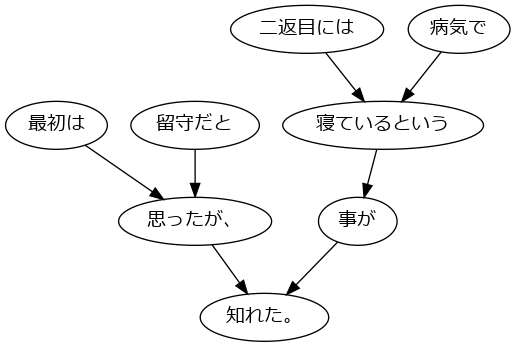 二返目には
病気で
最初は
留守だと
寝ているという
思ったが、
事が
知れた。